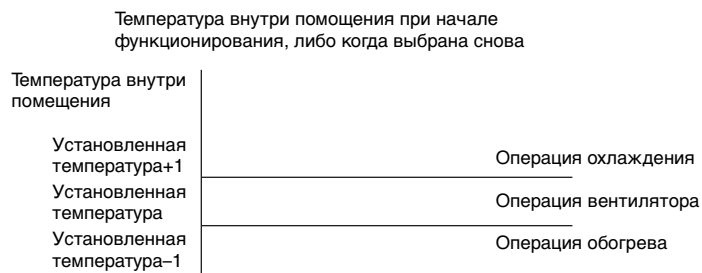 Температура внутри помощения при начале
функционирования, либо когда выбрана снова
Температура внутри
помещения
Установленная
температура+1
Операция охлаждения
Установленная
температура
Операция вентилятора
Установленная
температура–1
Операция обогрева